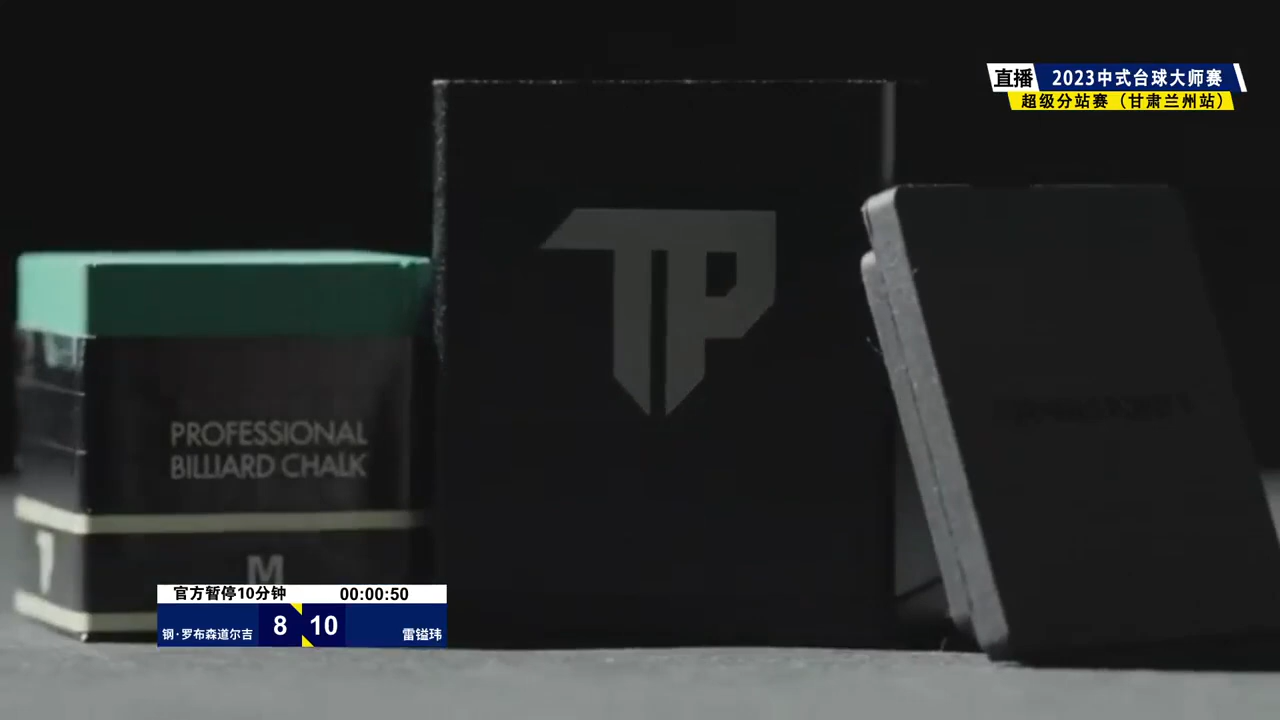 直播 2023中式台球大师赛
超级分站赛（甘肃兰州站）
TP
PROFESSIONAL
BILLIARD CHALK
M
官方暂停10分钟 00:00:50
钢·罗布森道尔吉 8 10 雷镒玮